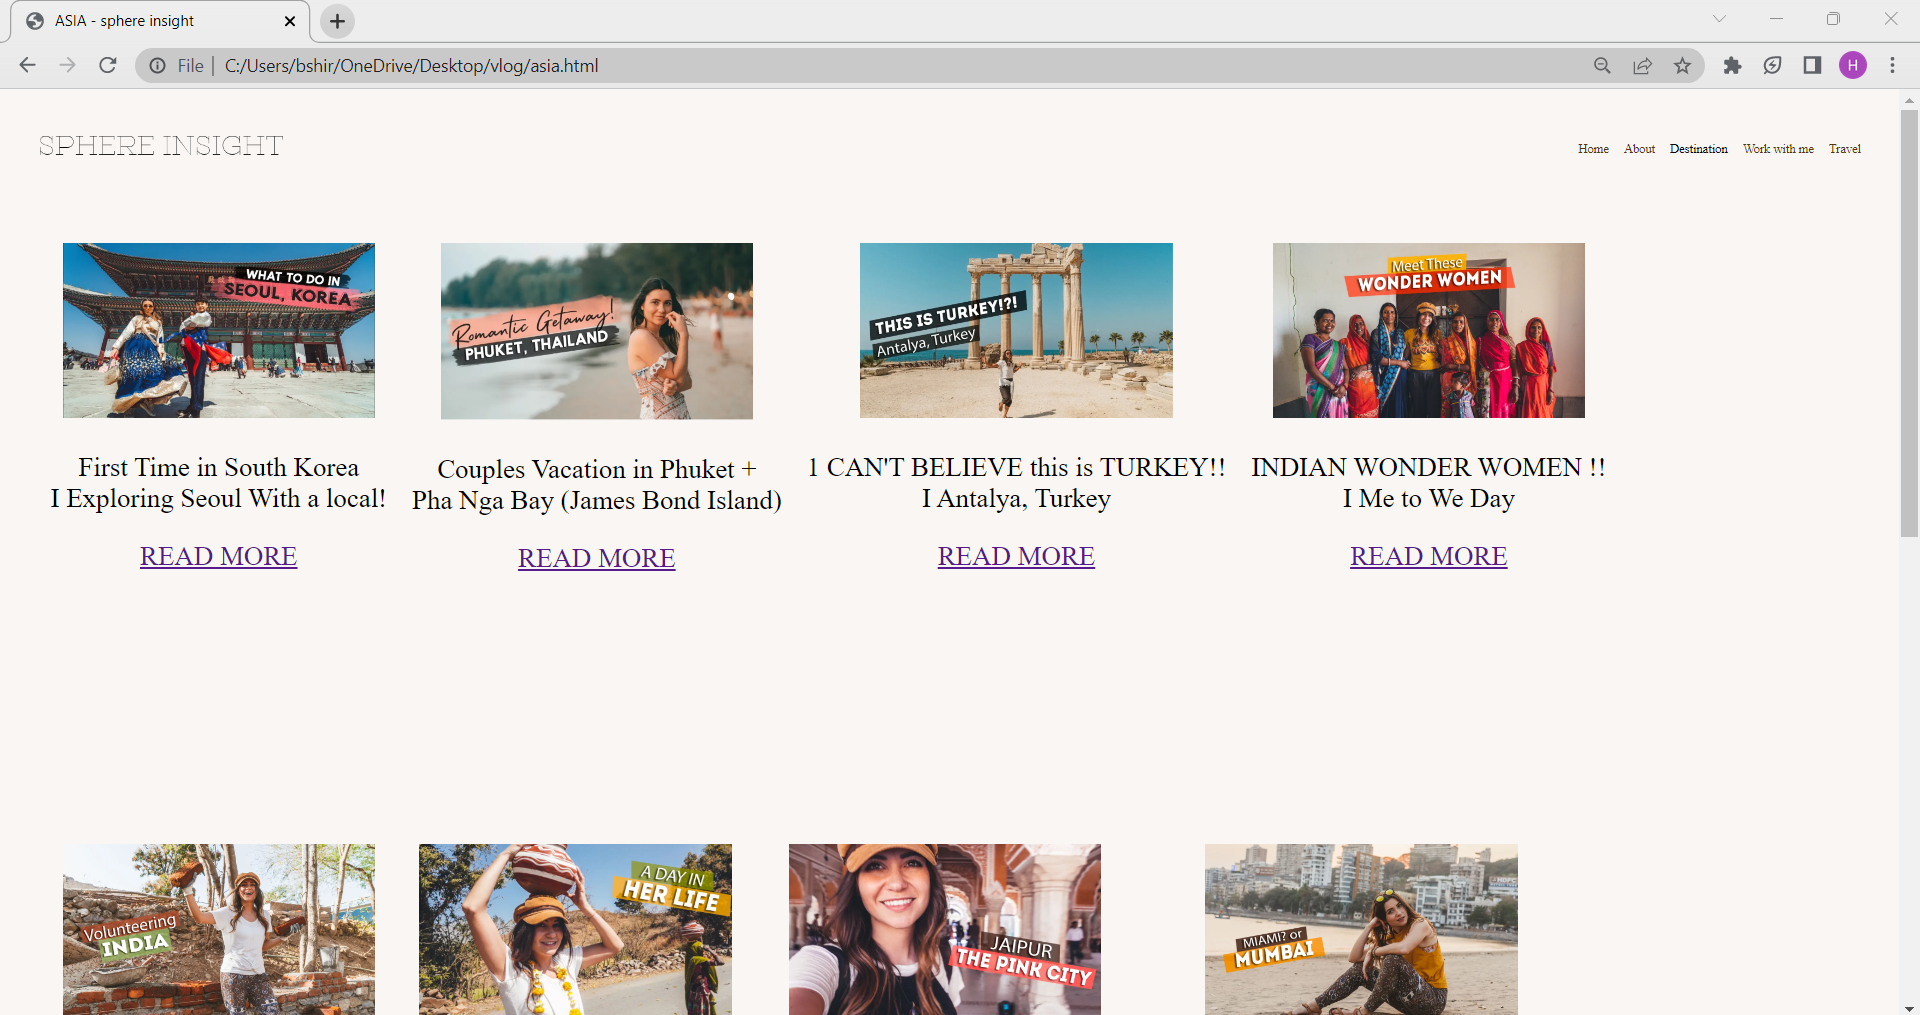 ASIA - sphere insight
File
C:/Users/bshir/OneDrive/Desktop/vlog/asia.html
H
SPHERE INSIGHT
Home About Destination Work with me Travel
WHAT TO DO IN
SEOUL, KOREA
Romantic Getaway!
PHUKET, THAILAND
THIS IS TURKEY!?!
Antalya, Turkey
Meet These
WONDER WOMEN
First Time in South Korea
I Exploring Seoul With a local!
READ MORE
Couples Vacation in Phuket +
Pha Nga Bay (James Bond Island)
READ MORE
1 CAN'T BELIEVE this is TURKEY!!
I Antalya, Turkey
READ MORE
INDIAN WONDER WOMEN !!
I Me to We Day
READ MORE
Volunteering
INDIA
A DAY IN
HER LIFE
JAIPUR
THE PINK CITY
MIAMI? or
MUMBAI